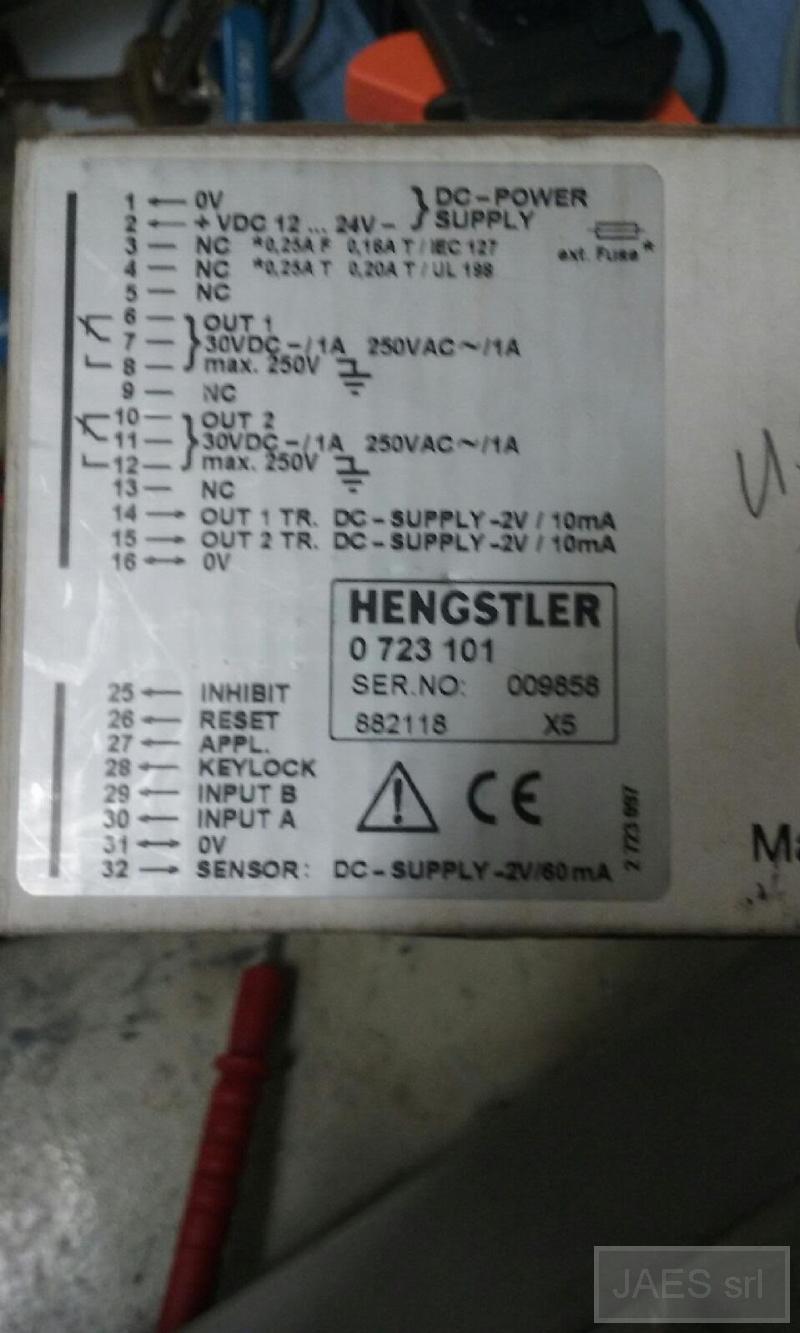 1 ← 0V } DC-POWER
2 ← + VDC 12 ... 24V- SUPPLY
3 — NC *0,25A F 0,16A T / IEC 127
ext. Fuse*
4 — NC *0,25A T 0,20A T / UL 198
5 — NC
6 — OUT 1
7 — 30VDC-/1A 250VAC~/1A
8 — max. 250V
9 — NC
10 — OUT 2
11 — 30VDC-/1A 250VAC~/1A
12 — max. 250V
13 — NC
14 → OUT 1 TR. DC-SUPPLY-2V / 10mA
15 → OUT 2 TR. DC-SUPPLY-2V / 10mA
16 ↔ 0V
HENGSTLER
0 723 101
SER.NO: 009858
882118 X5
25 ← INHIBIT
26 ← RESET
27 ← APPL.
28 ← KEYLOCK
29 ← INPUT B
30 ← INPUT A
31 ↔ 0V
32 → SENSOR: DC-SUPPLY-2V/60mA
CE
2 723 697
JAES srl